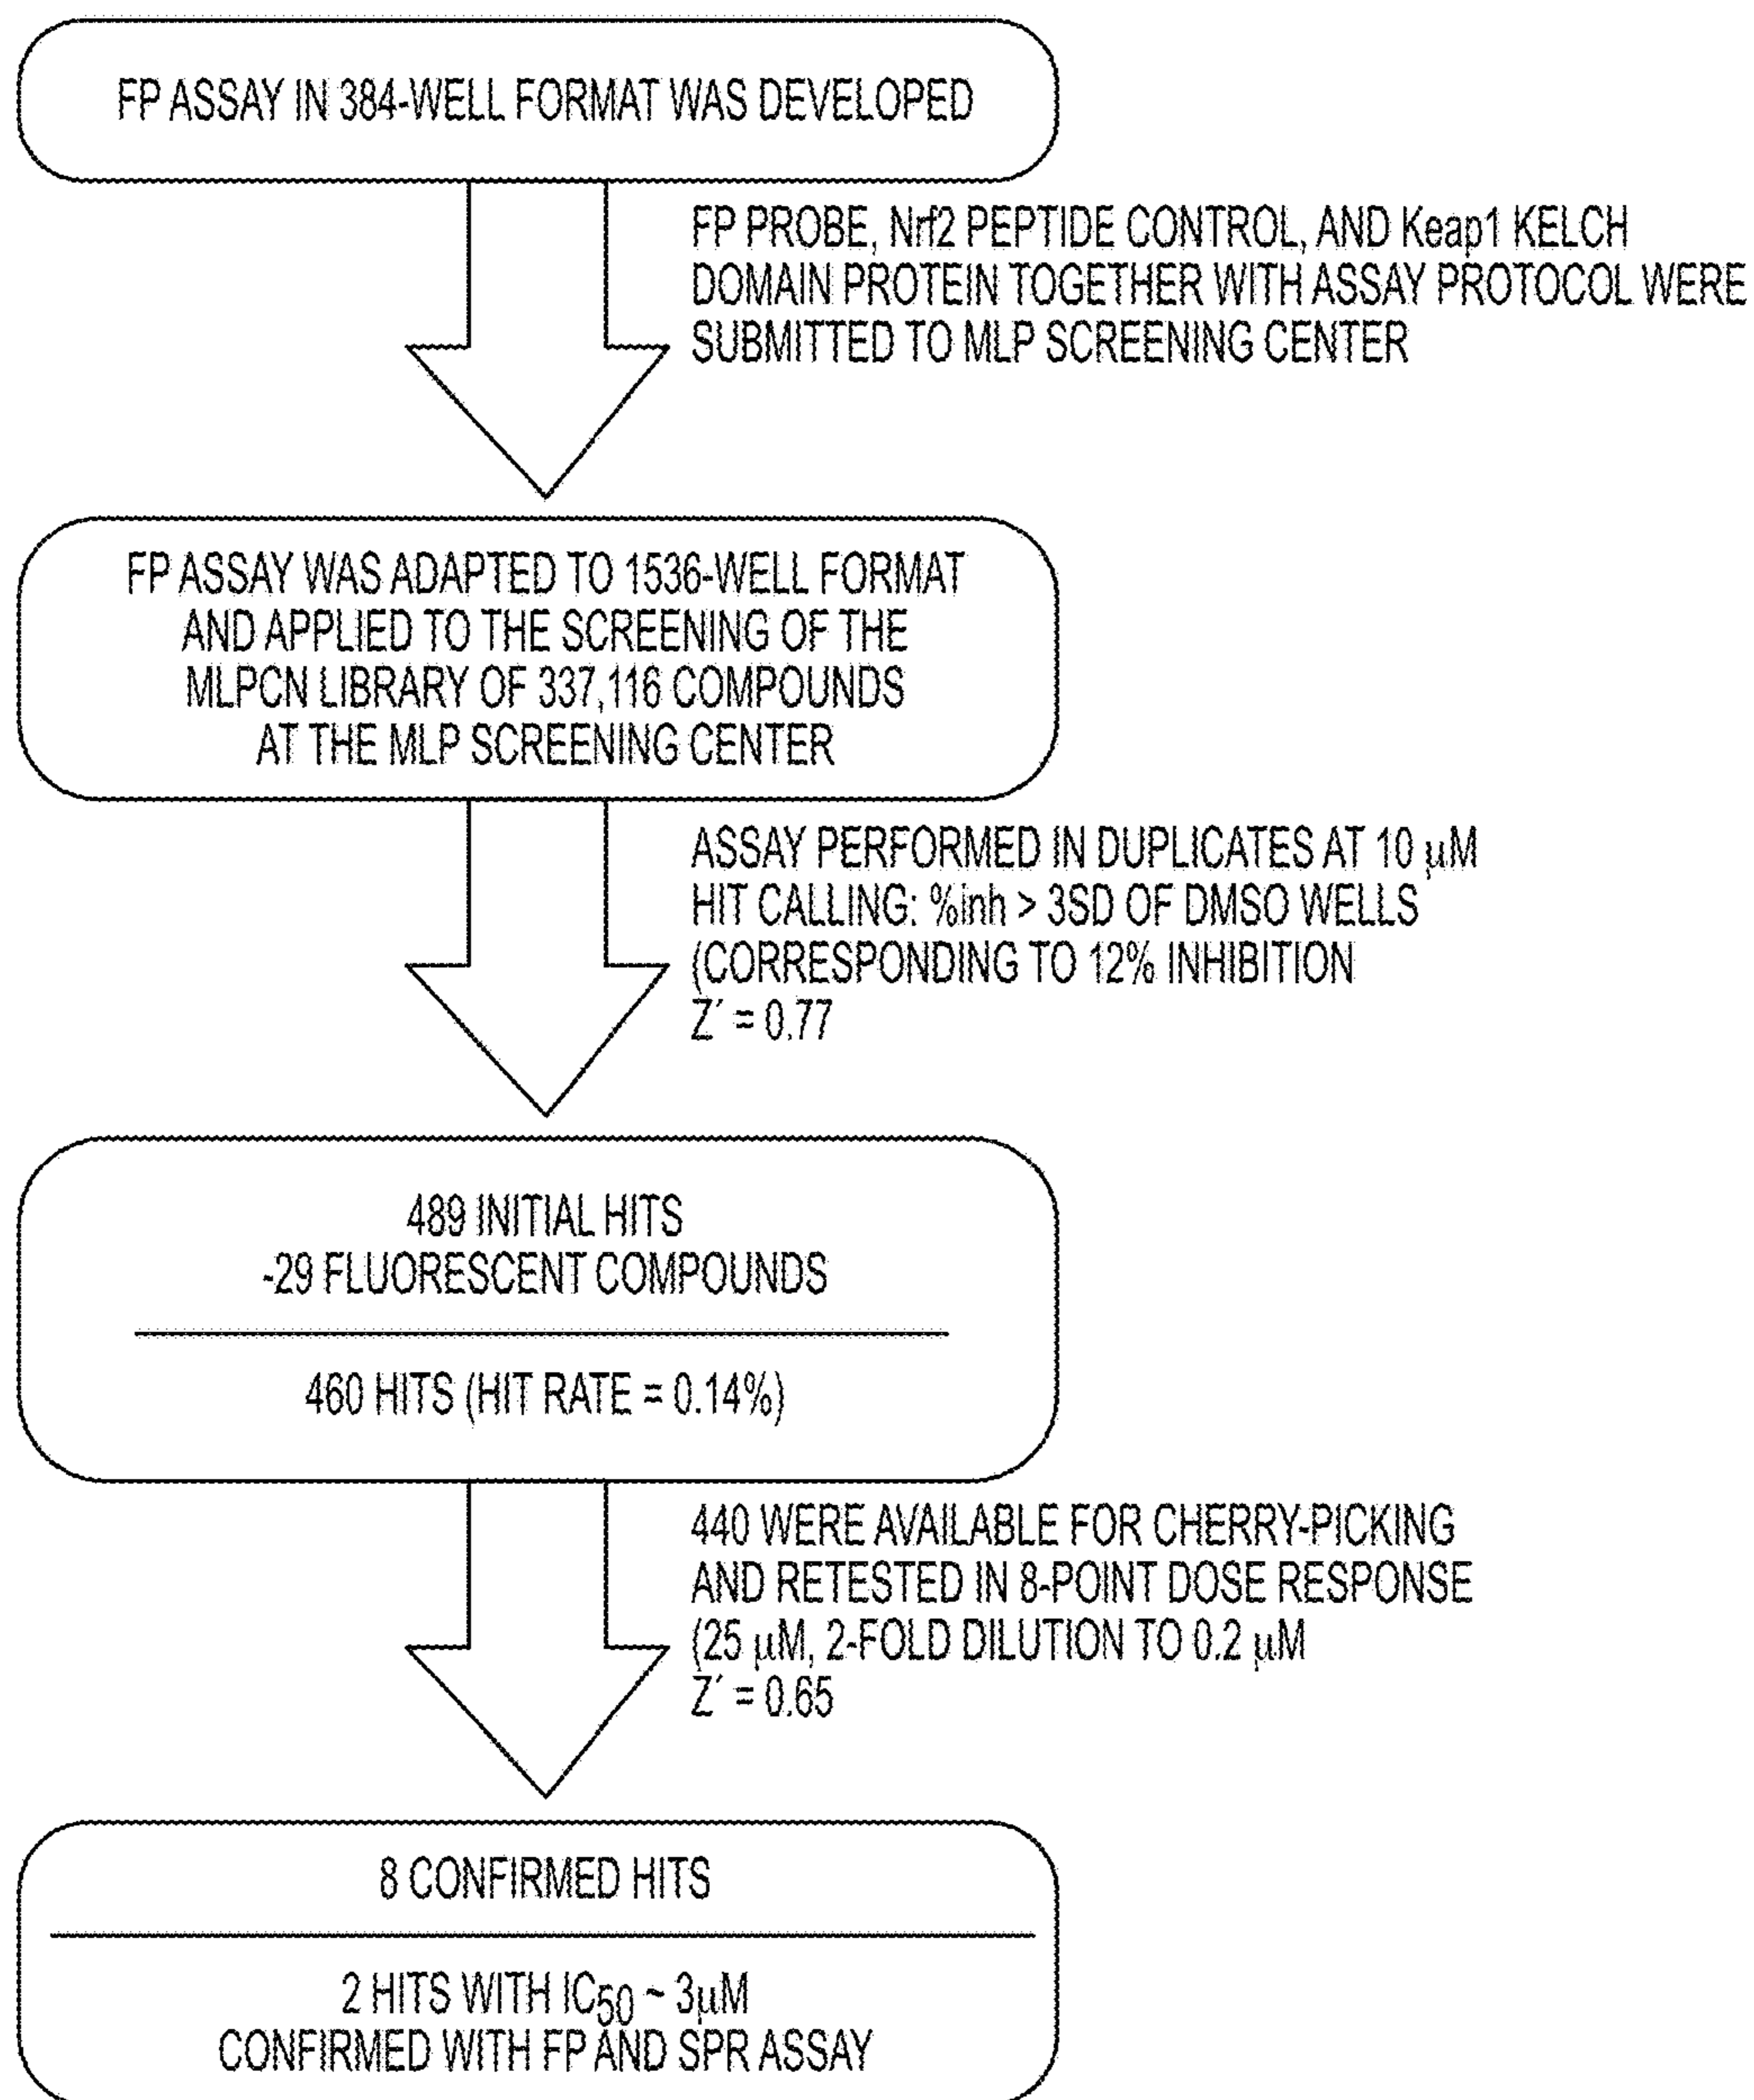 FP ASSAY IN 384-WELL FORMAT WAS DEVELOPED
FP PROBE, Nrf2 PEPTIDE CONTROL, AND Keap1 KELCH
DOMAIN PROTEIN TOGETHER WITH ASSAY PROTOCOL WERE
SUBMITTED TO MLP SCREENING CENTER
FP ASSAY WAS ADAPTED TO 1536-WELL FORMAT
AND APPLIED TO THE SCREENING OF THE
MLPCN LIBRARY OF 337,116 COMPOUNDS
AT THE MLP SCREENING CENTER
ASSAY PERFORMED IN DUPLICATES AT 10 μM
HIT CALLING: %inh > 3SD OF DMSO WELLS
(CORRESPONDING TO 12% INHIBITION
Z´ = 0.77
489 INITIAL HITS
-29 FLUORESCENT COMPOUNDS
460 HITS (HIT RATE = 0.14%)
440 WERE AVAILABLE FOR CHERRY-PICKING
AND RETESTED IN 8-POINT DOSE RESPONSE
(25 μM, 2-FOLD DILUTION TO 0.2 μM
Z´ = 0.65
8 CONFIRMED HITS
2 HITS WITH IC50 ~ 3μM
CONFIRMED WITH FP AND SPR ASSAY